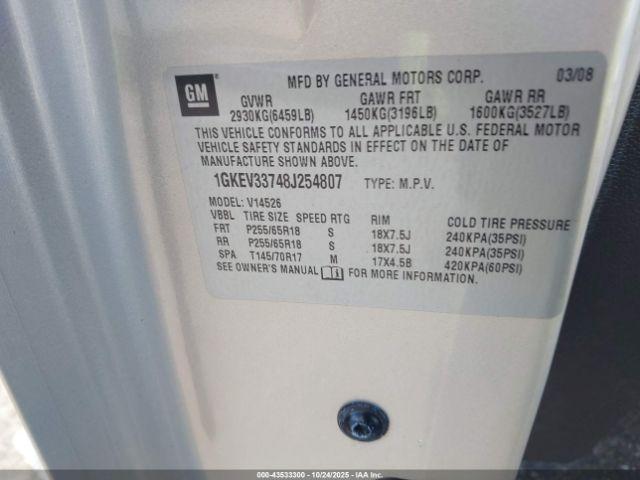 GM
MFD BY GENERAL MOTORS CORP. 03/08
GVWR GAWR FRT GAWR RR
2930KG(6459LB) 1450KG(3196LB) 1600KG(3527LB)
THIS VEHICLE CONFORMS TO ALL APPLICABLE U.S. FEDERAL MOTOR
VEHICLE SAFETY STANDARDS IN EFFECT ON THE DATE OF
MANUFACTURE SHOWN ABOVE.
1GKEV33748J254807 TYPE: M.P.V.
MODEL: V14526
VBBL TIRE SIZE SPEED RTG RIM COLD TIRE PRESSURE
FRT P255/65R18 S 18X7.5J 240KPA(35PSI)
RR P255/65R18 S 18X7.5J 240KPA(35PSI)
SPA T145/70R17 M 17X4.5B 420KPA(60PSI)
SEE OWNER'S MANUAL FOR MORE INFORMATION.
000-43533300 - 10/24/2025 - IAA Inc.